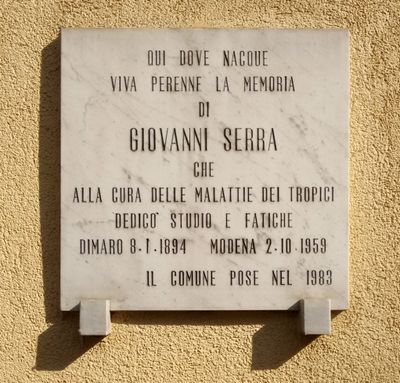 QUI DOVE NACQUE
VIVA PERENNE LA MEMORIA
DI
GIOVANNI SERRA
CHE
ALLA CURA DELLE MALATTIE DEI TROPICI
DEDICO' STUDIO E FATICHE
DIMARO 8·1·1894 MODENA 2·10·1959
IL COMUNE POSE NEL 1983